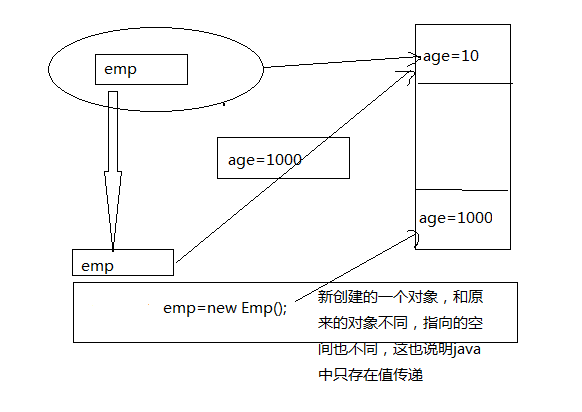 emp
age=10
age=1000
age=1000
emp
emp=new Emp();
新创建的一个对象，和原
来的对象不同，指向的空
间也不同，这也说明java
中只存在值传递